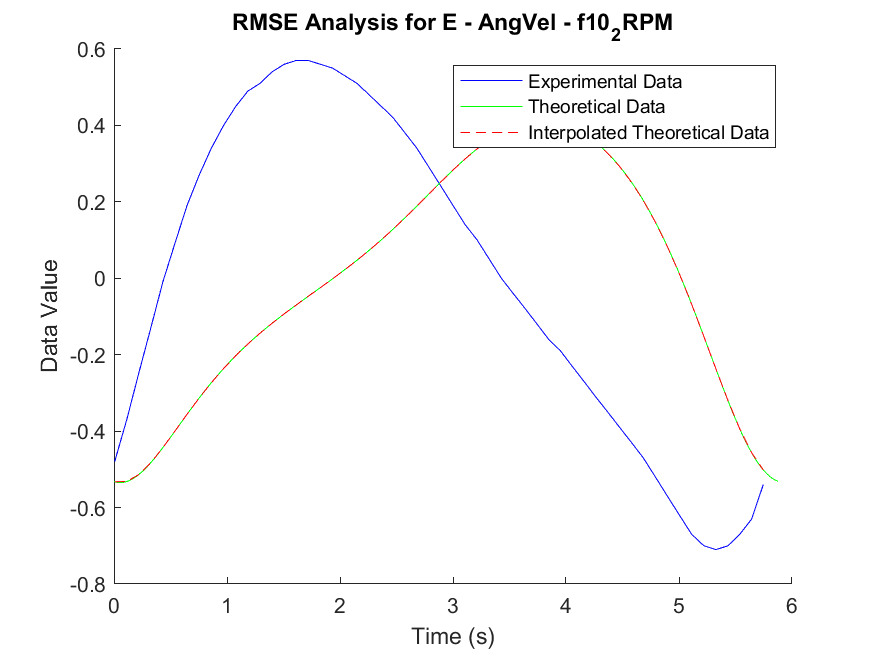 RMSE Analysis for E - AngVel - f10₂RPM
0.6
0.4
0.2
0
-0.2
-0.4
-0.6
-0.8
Data Value
Experimental Data
Theoretical Data
Interpolated Theoretical Data
0 1 2 3 4 5 6
Time (s)